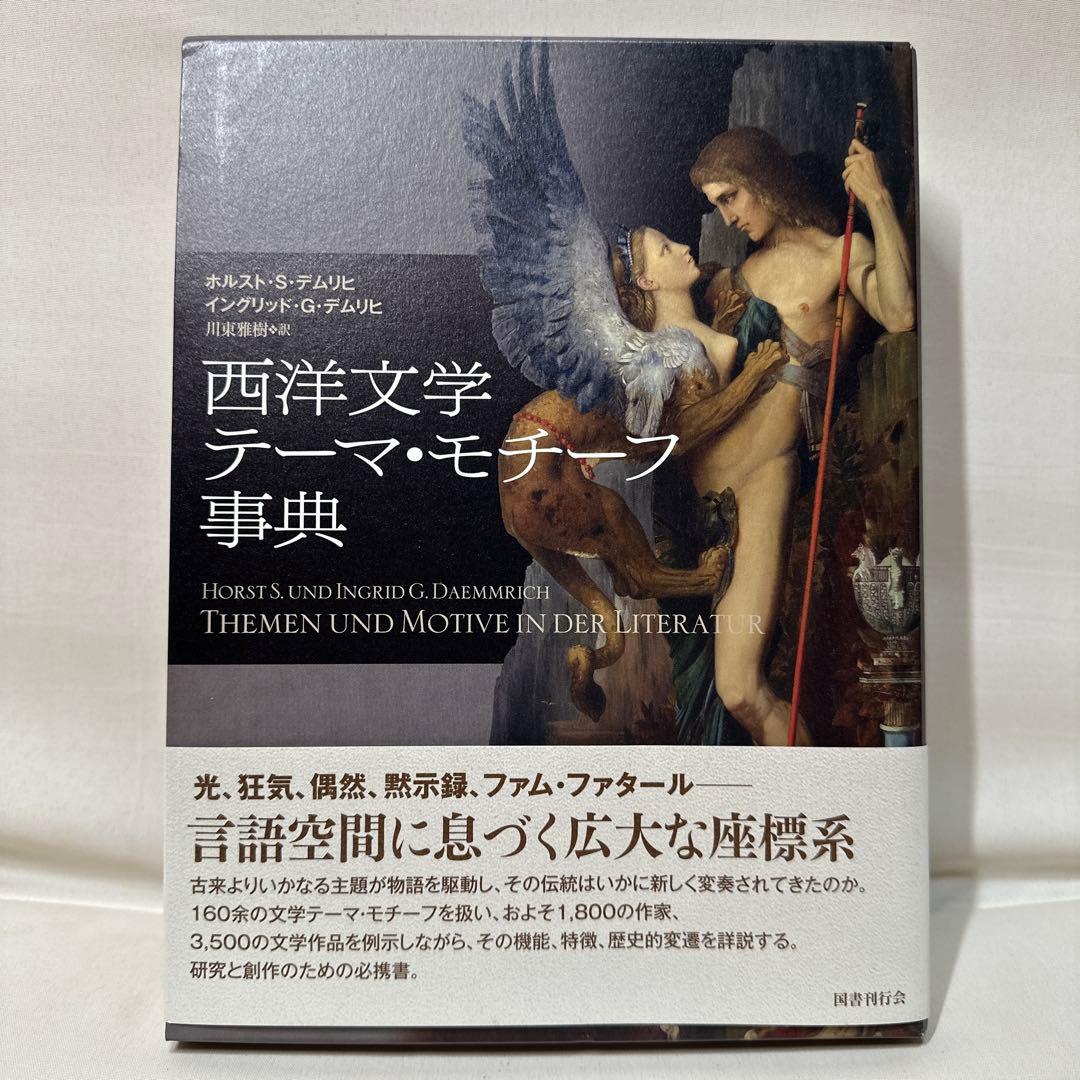 ホルスト・S・デムリヒ
イングリッド・G・デムリヒ
川東雅樹❖訳
西洋文学
テーマ・モチーフ
事典
HORST S. UND INGRID G. DAEMMRICH
THEMEN UND MOTIVE IN DER LITERATUR
光、狂気、偶然、黙示録、ファム・ファタール——
言語空間に息づく広大な座標系
古来よりいかなる主題が物語を駆動し、その伝統はいかに新しく変奏されてきたのか。
160余の文学テーマ・モチーフを扱い、およそ1,800の作家、
3,500の文学作品を例示しながら、その機能、特徴、歴史的変遷を詳説する。
研究と創作のための必携書。
国書刊行会